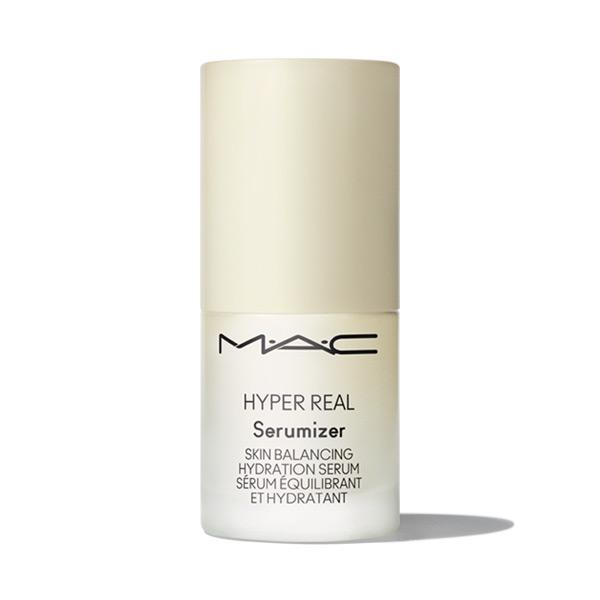 M·A·C
HYPER REAL
Serumizer
SKIN BALANCING
HYDRATION SERUM
SÉRUM ÉQUILIBRANT
ET HYDRATANT